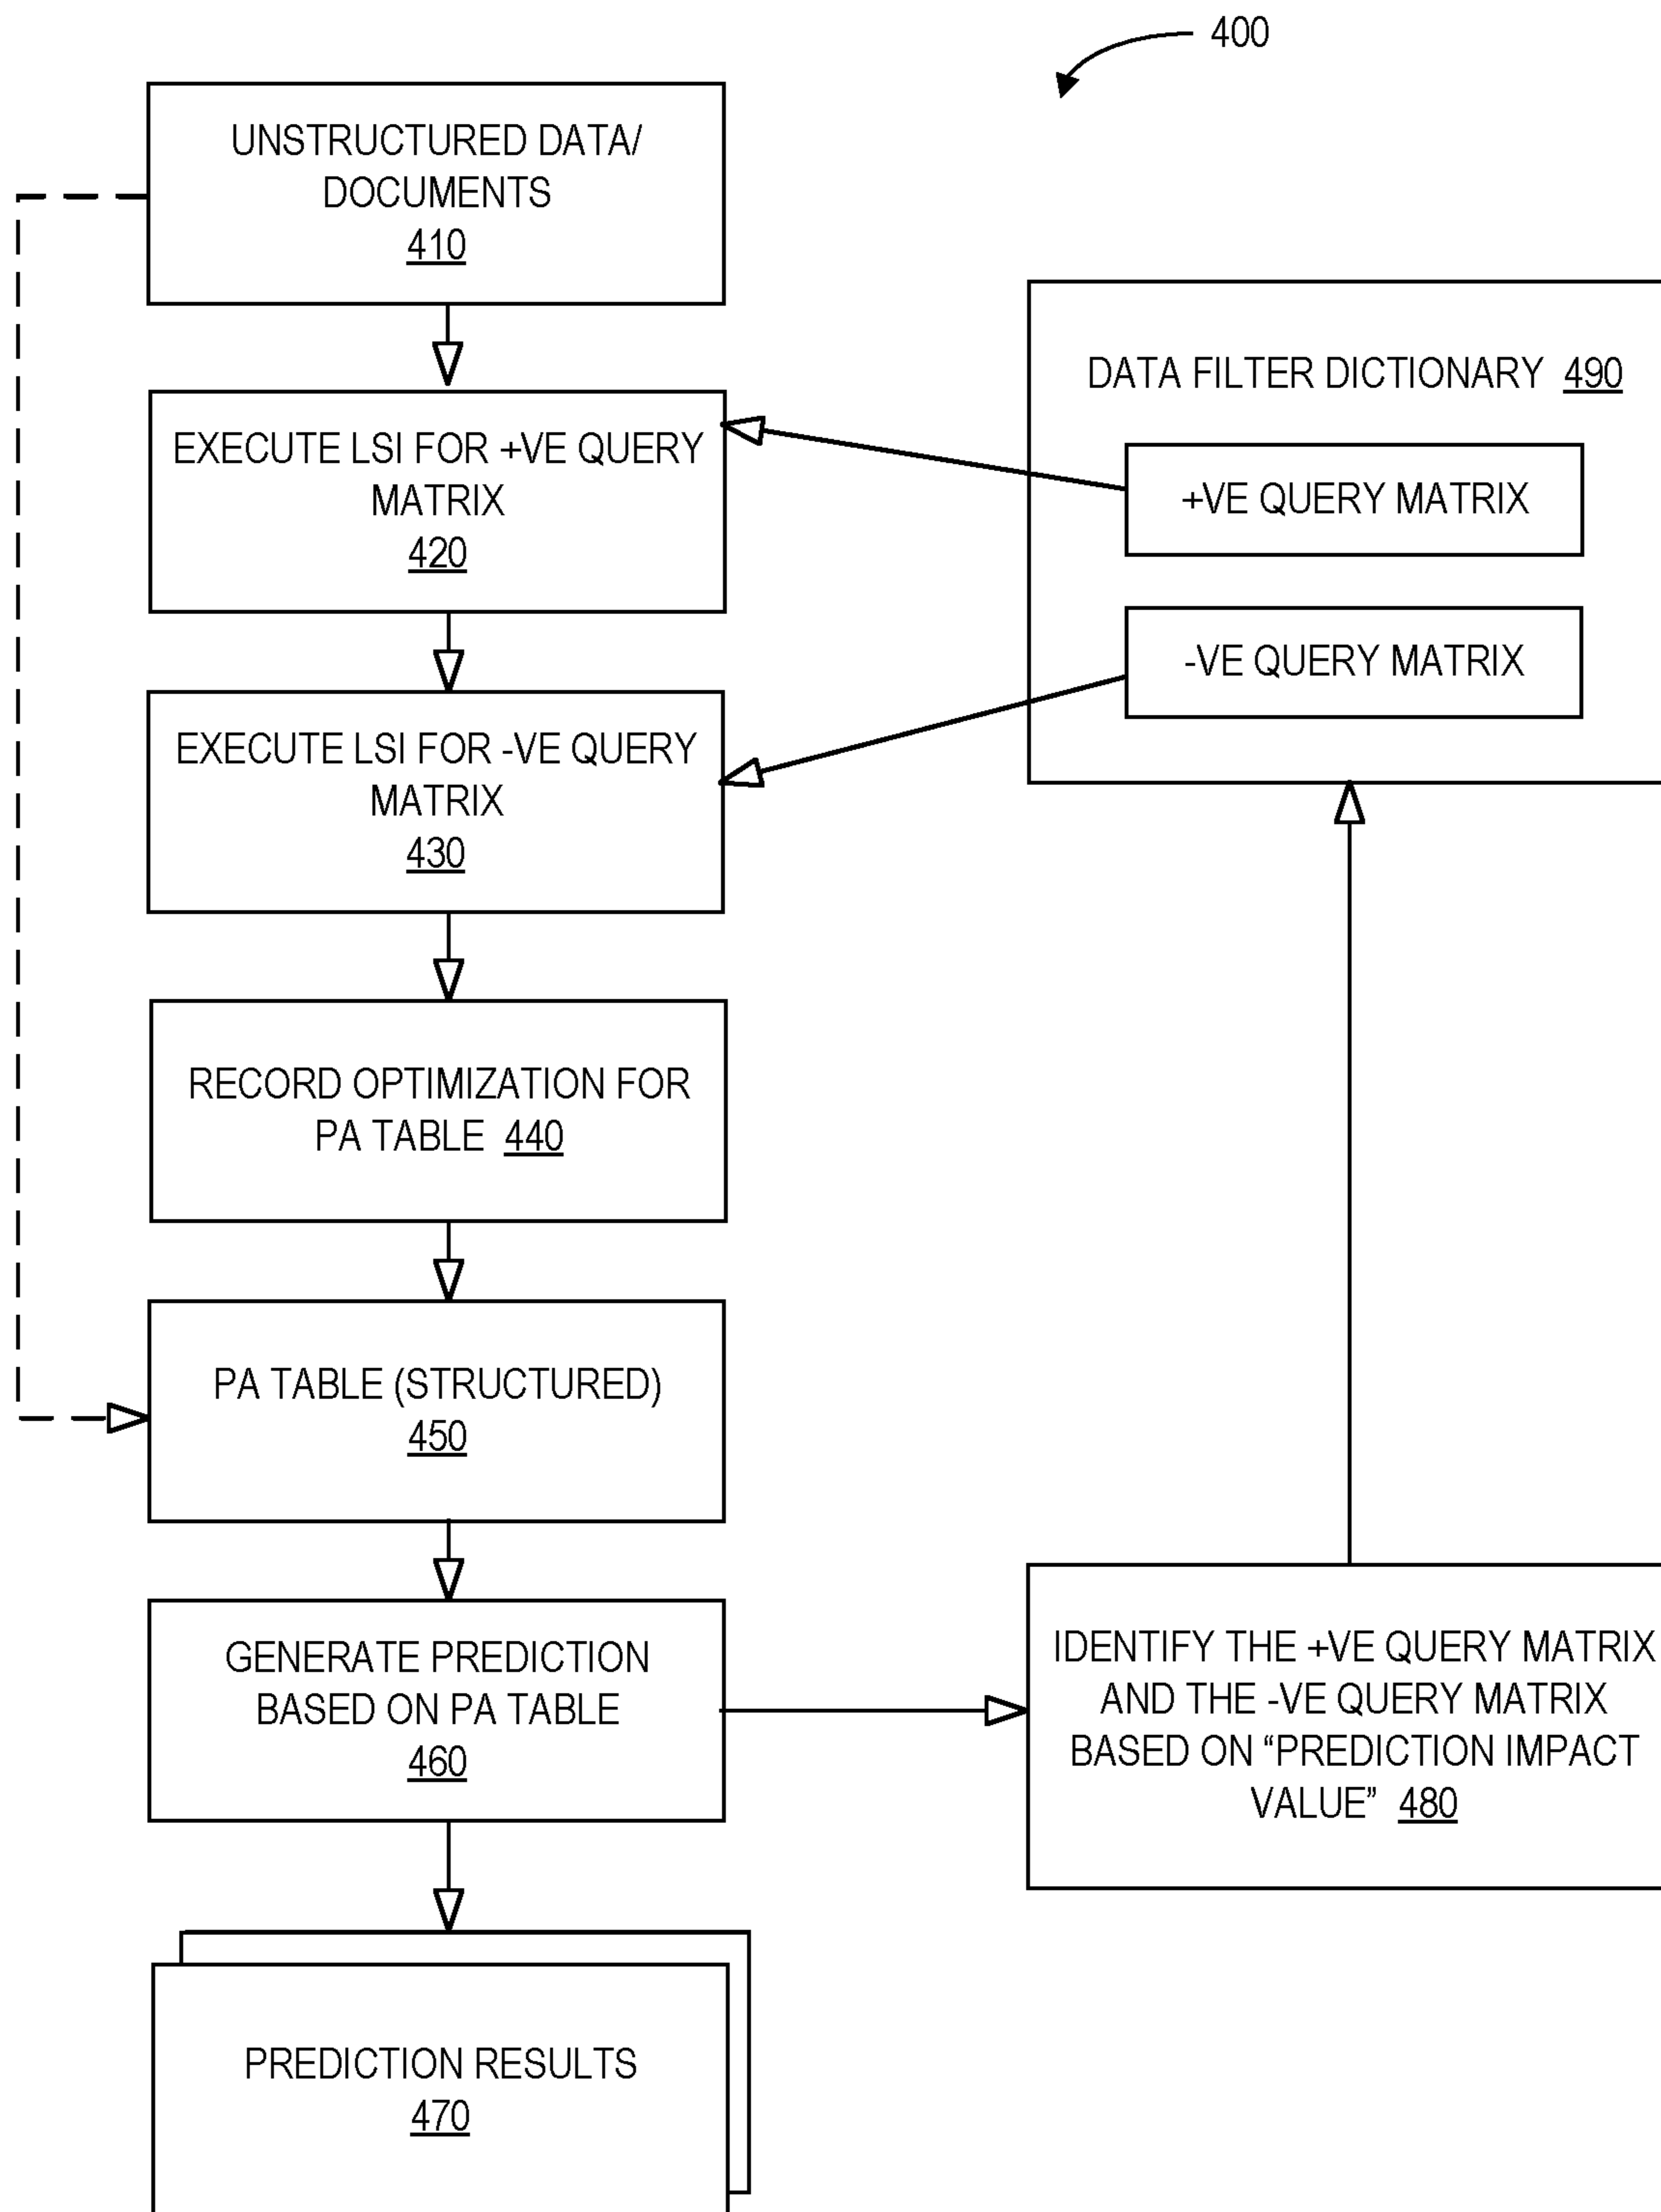 400
UNSTRUCTURED DATA/
DOCUMENTS
410
DATA FILTER DICTIONARY 490
+VE QUERY MATRIX
-VE QUERY MATRIX
EXECUTE LSI FOR +VE QUERY
MATRIX
420
EXECUTE LSI FOR -VE QUERY
MATRIX
430
RECORD OPTIMIZATION FOR
PA TABLE 440
PA TABLE (STRUCTURED)
450
GENERATE PREDICTION
BASED ON PA TABLE
460
IDENTIFY THE +VE QUERY MATRIX
AND THE -VE QUERY MATRIX
BASED ON “PREDICTION IMPACT
VALUE” 480
PREDICTION RESULTS
470